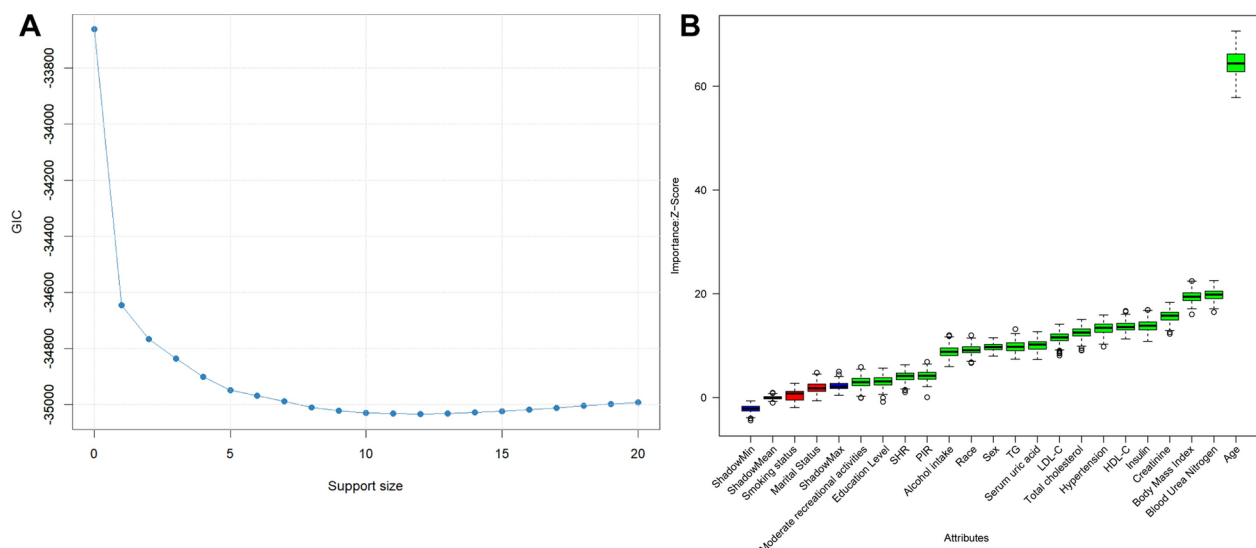 A
GIC
-33800
-34000
-34200
-34400
-34600
-34800
-35000
0
5
10
15
20
Support size
B
Importance:Z-Score
60
40
20
0
ShadowMin
ShadowMean
Smoking status
Marital Status
ShadowMax
Moderate recreational activities
Education Level
SHR
PIR
Alcohol intake
Race
Sex
TG
Serum uric acid
LDL-C
Total cholesterol
Hypertension
HDL-C
Insulin
Creatinine
Body Mass Index
Blood Urea Nitrogen
Age
Attributes